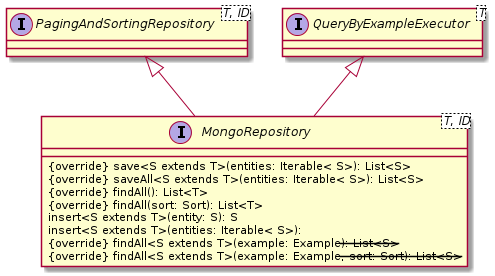 I PagingAndSortingRepository T, ID
I QueryByExampleExecutor T
I MongoRepository T, ID
{override} save<S extends T>(entities: Iterable< S>): List<S>
{override} saveAll<S extends T>(entities: Iterable< S>): List<S>
{override} findAll(): List<T>
{override} findAll(sort: Sort): List<T>
insert<S extends T>(entity: S): S
insert<S extends T>(entities: Iterable< S>):
{override} findAll<S extends T>(example: Example): List<S>
{override} findAll<S extends T>(example: Example, sort: Sort): List<S>